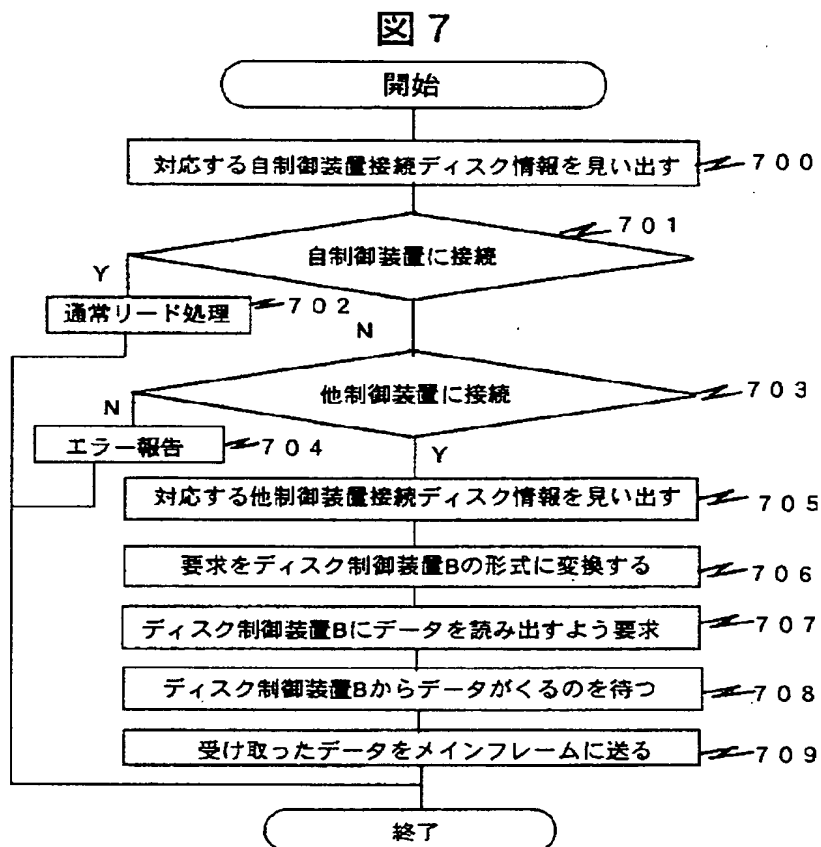 図7
開始
対応する自制御装置接続ディスク情報を見い出す
700
701
自制御装置に接続
Y
通常リード処理
702
N
703
他制御装置に接続
N
エラー報告
704
Y
対応する他制御装置接続ディスク情報を見い出す
705
要求をディスク制御装置Bの形式に変換する
706
ディスク制御装置Bにデータを読み出すよう要求
707
ディスク制御装置Bからデータがくるのを待つ
708
受け取ったデータをメインフレームに送る
709
終了